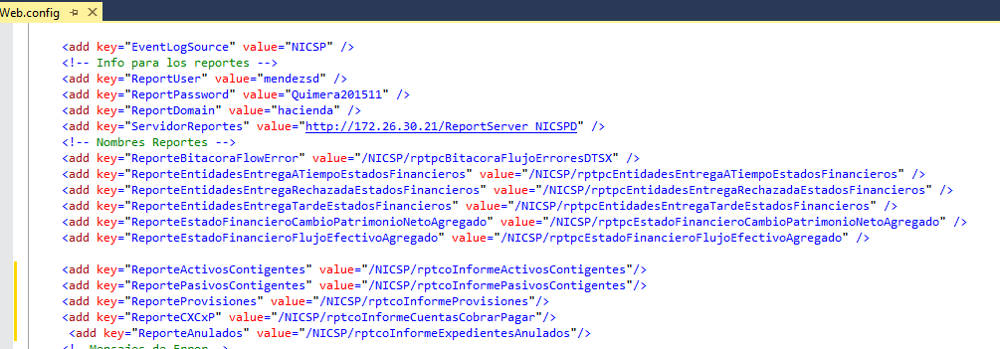 Web.config
<add key="EventLogSource" value="NICSP" />
<!-- Info para los reportes -->
<add key="ReportUser" value="mendezsd" />
<add key="ReportPassword" value="Quimera201511" />
<add key="ReportDomain" value="hacienda" />
<add key="ServidorReportes" value="http://172.26.30.21/ReportServer_NICSPD" />
<!-- Nombres Reportes -->
<add key="ReporteBitacoraFlowError" value="/NICSP/rptpcBitacoraFlujoErroresDTSX" />
<add key="ReporteEntidadesEntregaATiempoEstadosFinancieros" value="/NICSP/rptpcEntidadesEntregaATiempoEstadosFinancieros" />
<add key="ReporteEntidadesEntregaRechazadaEstadosFinancieros" value="/NICSP/rptpcEntidadesEntregaRechazadaEstadosFinancieros" />
<add key="ReporteEntidadesEntregaTardeEstadosFinancieros" value="/NICSP/rptpcEntidadesEntregaTardeEstadosFinancieros" />
<add key="ReporteEstadoFinancieroCambioPatrimonioNetoAgregado" value="/NICSP/rptpcEstadoFinancieroCambioPatrimonioNetoAgregado" />
<add key="ReporteEstadoFinancieroFlujoEfectivoAgregado" value="/NICSP/rptpcEstadoFinancieroFlujoEfectivoAgregado" />
<add key="ReporteActivosContigentes" value="/NICSP/rptcoInformeActivosContigentes"/>
<add key="ReportePasivosContigentes" value="/NICSP/rptcoInformePasivosContigentes"/>
<add key="ReporteProvisiones" value="/NICSP/rptcoInformeProvisiones"/>
<add key="ReporteCXCxP" value="/NICSP/rptcoInformeCuentasCobrarPagar"/>
<add key="ReporteAnulados" value="/NICSP/rptcoInformeExpedientesAnulados"/>
<!-- Mensajes de Error-->